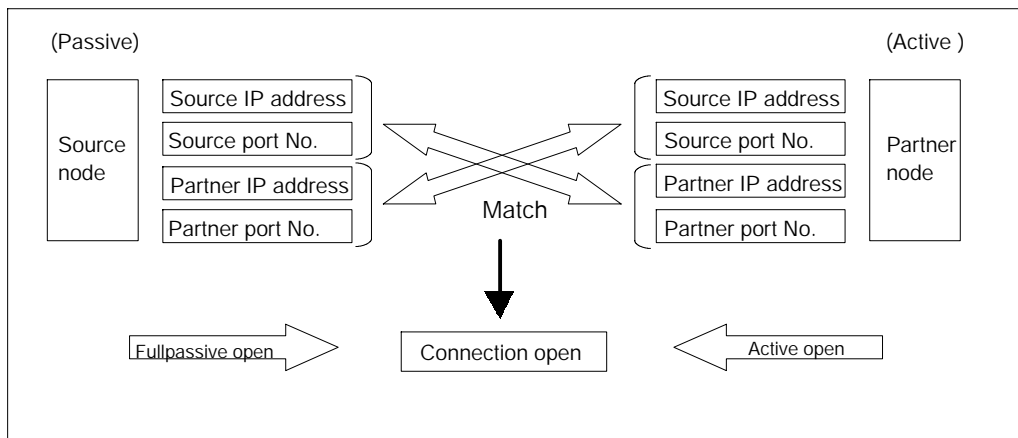 (Passive)
(Active )
Source
node
Source IP address
Source port No.
Partner IP address
Partner port No.
Source IP address
Source port No.
Partner IP address
Partner port No.
Partner
node
Match
Fullpassive open
Connection open
Active open